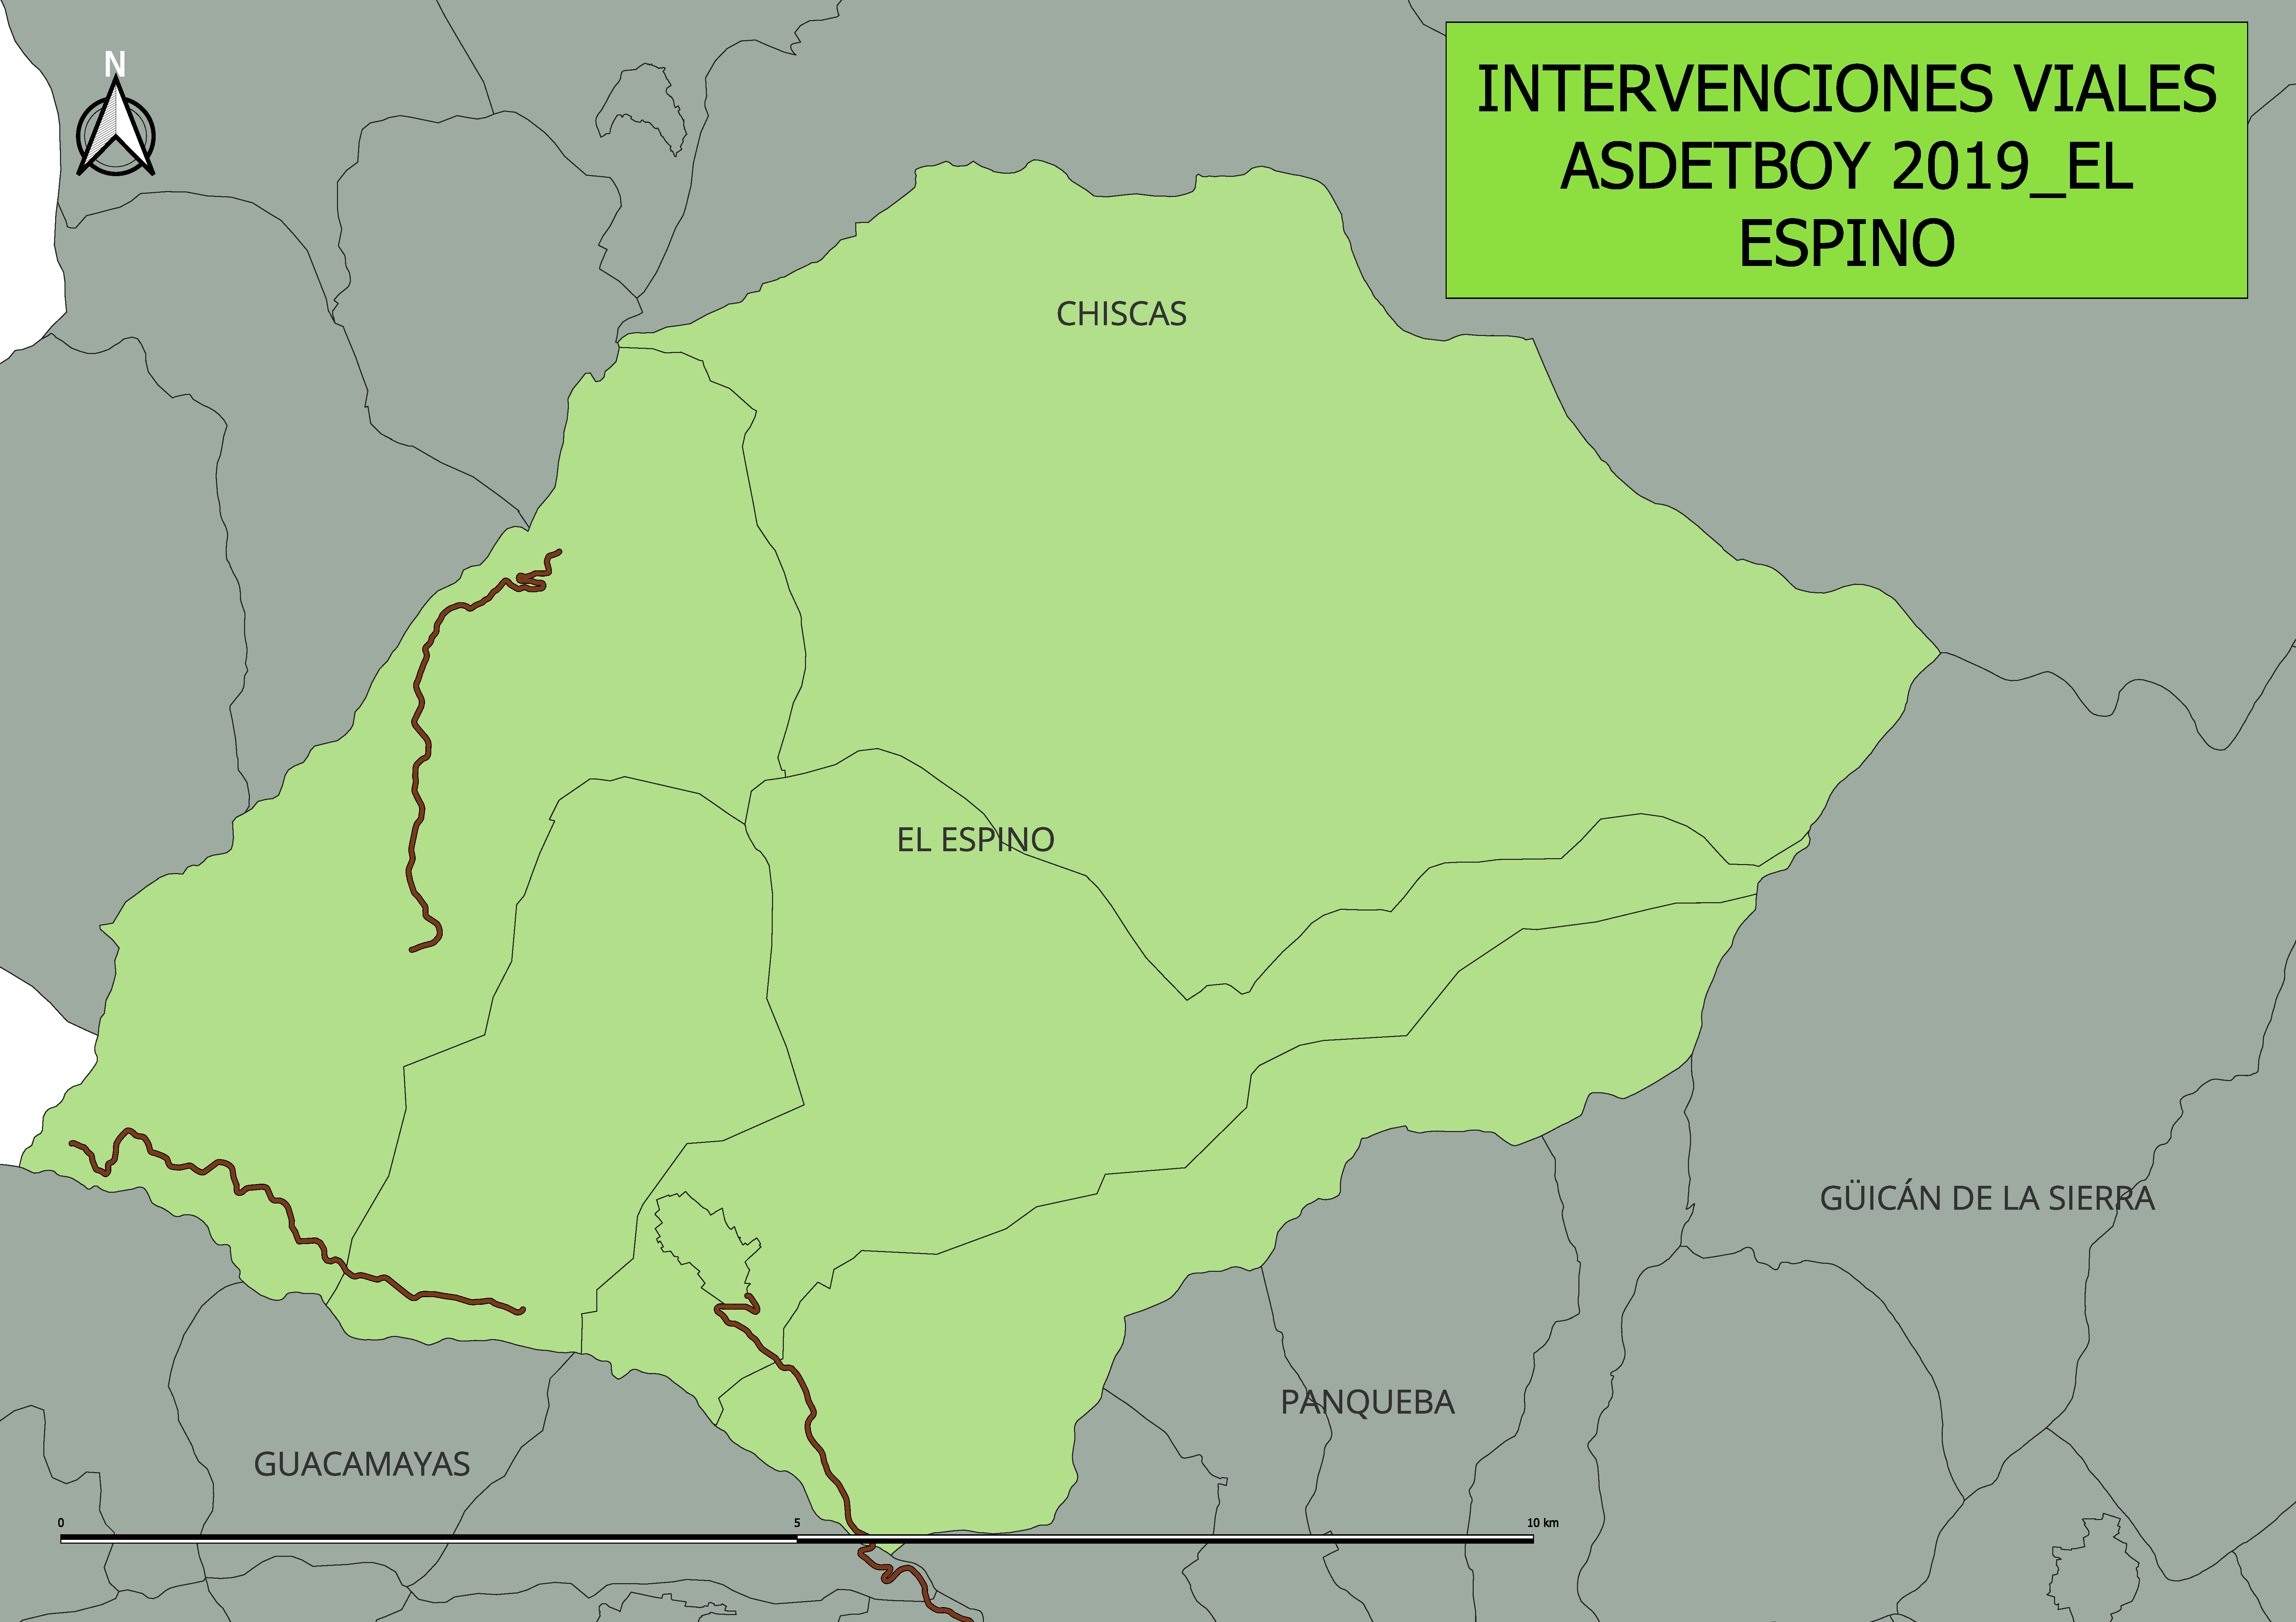 N
INTERVENCIONES VIALES
ASDETBOY 2019_EL
ESPINO
CHISCAS
EL ESPINO
GÜICÁN DE LA SIERRA
PANQUEBA
GUACAMAYAS
0 5 10 km